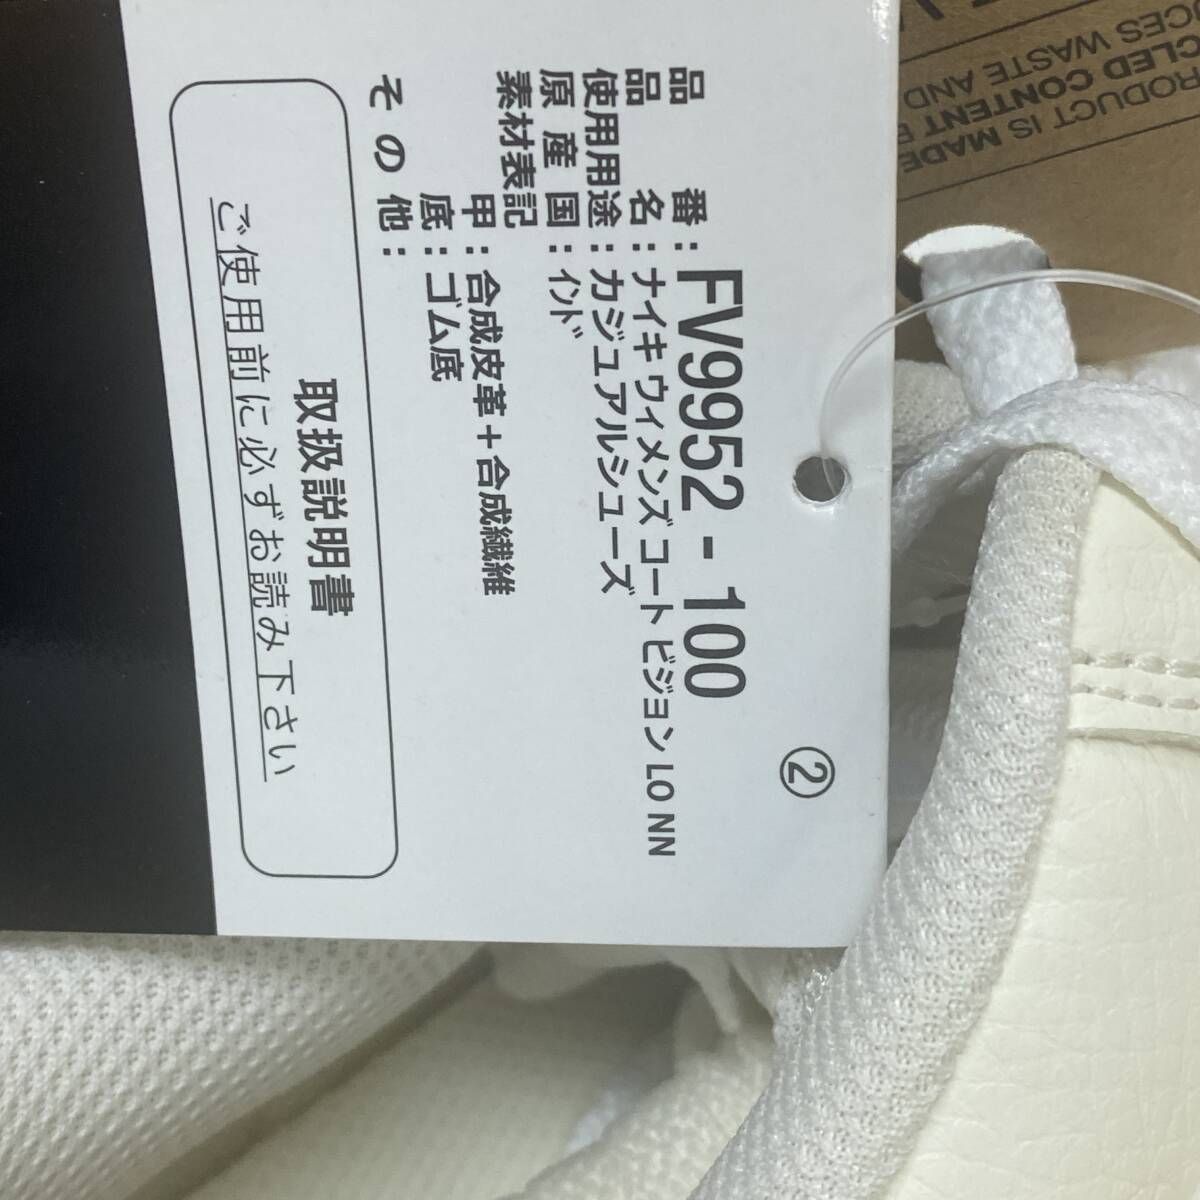 品番：FV9952 - 100
品名：ナイキ ウィメンズ コート ビジョン LO NN
使用用途：カジュアルシューズ
原産国：インド
素材表記
甲：合成皮革＋合成繊維
底：ゴム底
その他：
②
取扱説明書
ご使用前に必ずお読み下さい
PRODUCT IS MADE
CLED CONTENT
WASTE AND